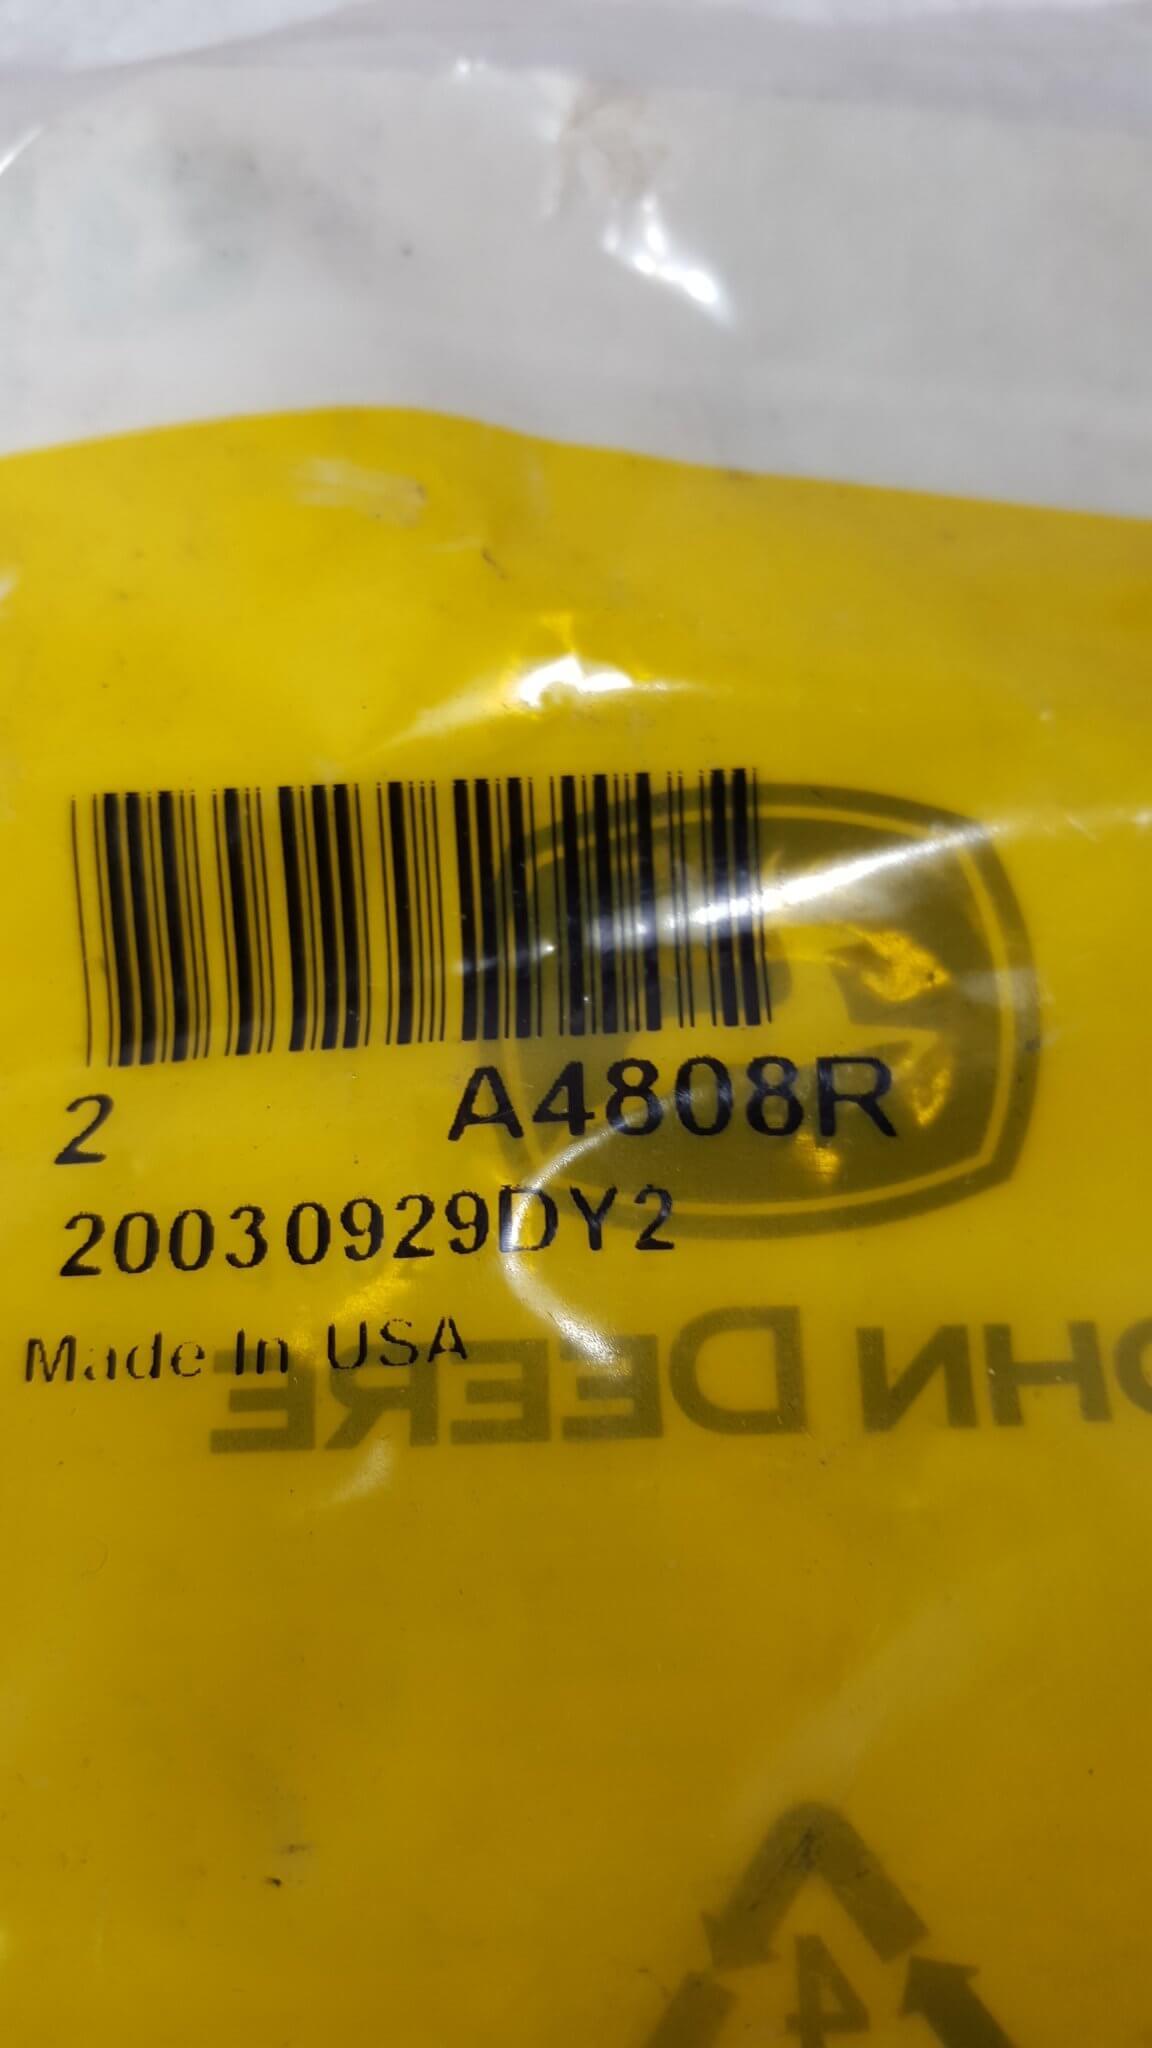 2 A4808R
20030929DY2
Made In USA
OHN DEERE
4